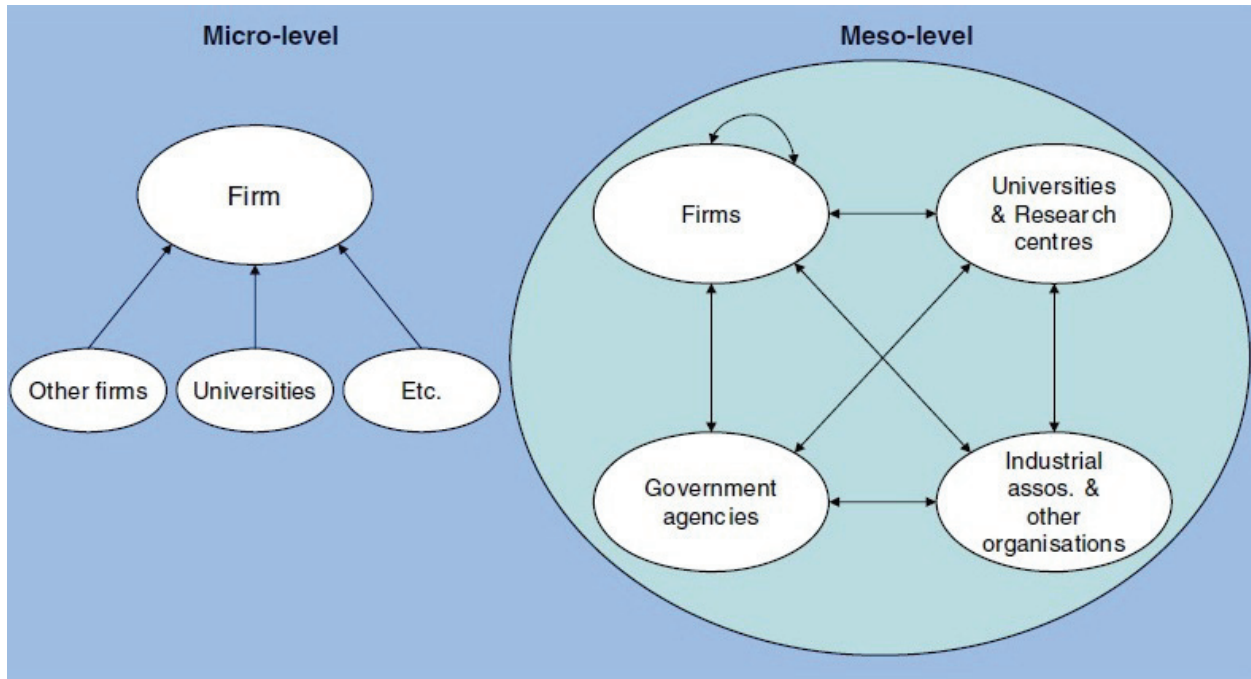 Micro-level
Firm
Other firms
Universities
Etc.
Meso-level
Firms
Universities
& Research
centres
Government
agencies
Industrial
assos. &
other
organisations